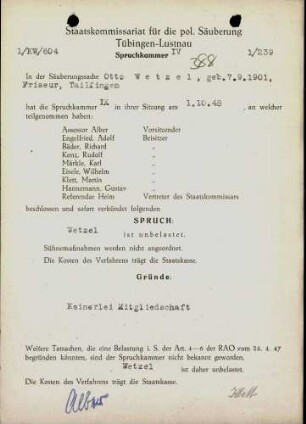 Staatskommissariat für die pol. Säuberung
Tübingen-Lustnau
1/KW/604 Spruchkammer IV 1/239
388
In der Säuberungssache Otto Wetzel, geb.7.9.1901,
Friseur, Tailfingen
hat die Spruchkammer IX in ihrer Sitzung am 1.10.48 , an welcher
teilgenommen haben:
Assessor Alber Vorsitzender
Engelfried, Adolf Beisitzer
Bäder, Richard "
Kenz, Rudolf "
Märkle, Karl "
Eisele, Wilhelm "
Klett, Martin "
Hannemann, Gustav "
Referendar Heim Vertreter des Staatskommissars
beschlossen und sofort verkündet folgenden
SPRUCH:
Wetzel
ist unbelastet.
Sühnemaßnahmen werden nicht angeordnet.
Die Kosten des Verfahrens trägt die Staatskasse.
Gründe:
Keinerlei Mitgliedschaft
Weitere Tatsachen, die eine Belastung i. S. der Art. 4—6 der RAO vom 24. 4. 47
begründen könnten, sind der Spruchkammer nicht bekannt geworden.
Wetzel ist daher unbelastet.
Die Kosten des Verfahrens trägt die Staatskasse.
Alber